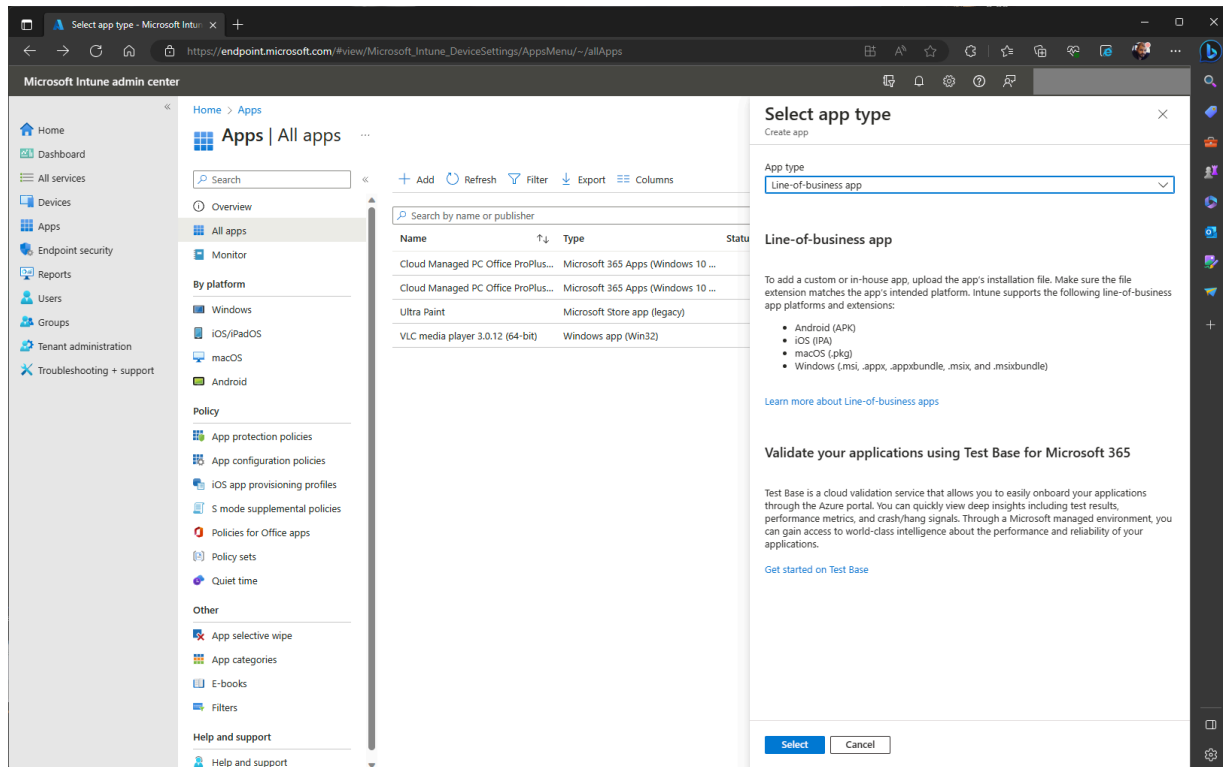 Select app type - Microsoft Intun
https://endpoint.microsoft.com/#view/Microsoft_Intune_DeviceSettings/AppsMenu/~/allApps
Microsoft Intune admin center
Home
Dashboard
All services
Devices
Apps
Endpoint security
Reports
Users
Groups
Tenant administration
Troubleshooting + support
Home > Apps
Apps | All apps
Search
Overview
All apps
Monitor
By platform
Windows
iOS/iPadOS
macOS
Android
Policy
App protection policies
App configuration policies
iOS app provisioning profiles
S mode supplemental policies
Policies for Office apps
Policy sets
Quiet time
Other
App selective wipe
App categories
E-books
Filters
Help and support
Help and support
Add Refresh Filter Export Columns
Search by name or publisher
Name Type Statu
Cloud Managed PC Office ProPlus... Microsoft 365 Apps (Windows 10 ...
Cloud Managed PC Office ProPlus... Microsoft 365 Apps (Windows 10 ...
Ultra Paint Microsoft Store app (legacy)
VLC media player 3.0.12 (64-bit) Windows app (Win32)
Select app type
Create app
App type
Line-of-business app
Line-of-business app
To add a custom or in-house app, upload the app's installation file. Make sure the file
extension matches the app's intended platform. Intune supports the following line-of-business
app platforms and extensions:
• Android (APK)
• iOS (IPA)
• macOS (.pkg)
• Windows (.msi, .appx, .appxbundle, .msix, and .msixbundle)
Learn more about Line-of-business apps
Validate your applications using Test Base for Microsoft 365
Test Base is a cloud validation service that allows you to easily onboard your applications
through the Azure portal. You can quickly view deep insights including test results,
performance metrics, and crash/hang signals. Through a Microsoft managed environment, you
can gain access to world-class intelligence about the performance and reliability of your
applications.
Get started on Test Base
Select Cancel